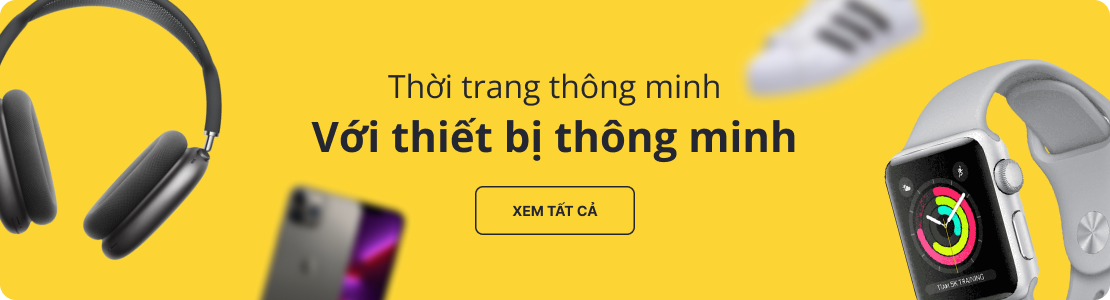 Thời trang thông minh
Với thiết bị thông minh
XEM TẤT CẢ